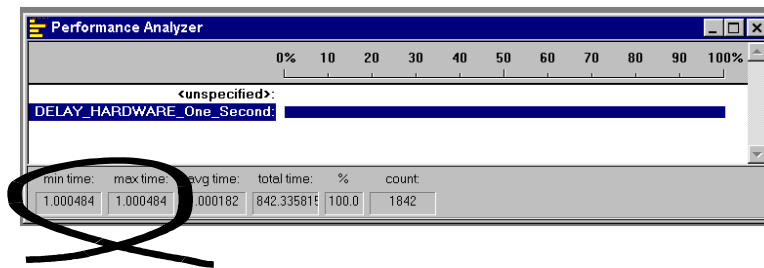 Performance Analyzer
0% 10 20 30 40 50 60 70 80 90 100%
<unspecified>:
DELAY_HARDWARE_One_Second:
min time: max time: avg time: total time: % count:
1.000484 1.000484 .000182 842.335815 100.0 1842